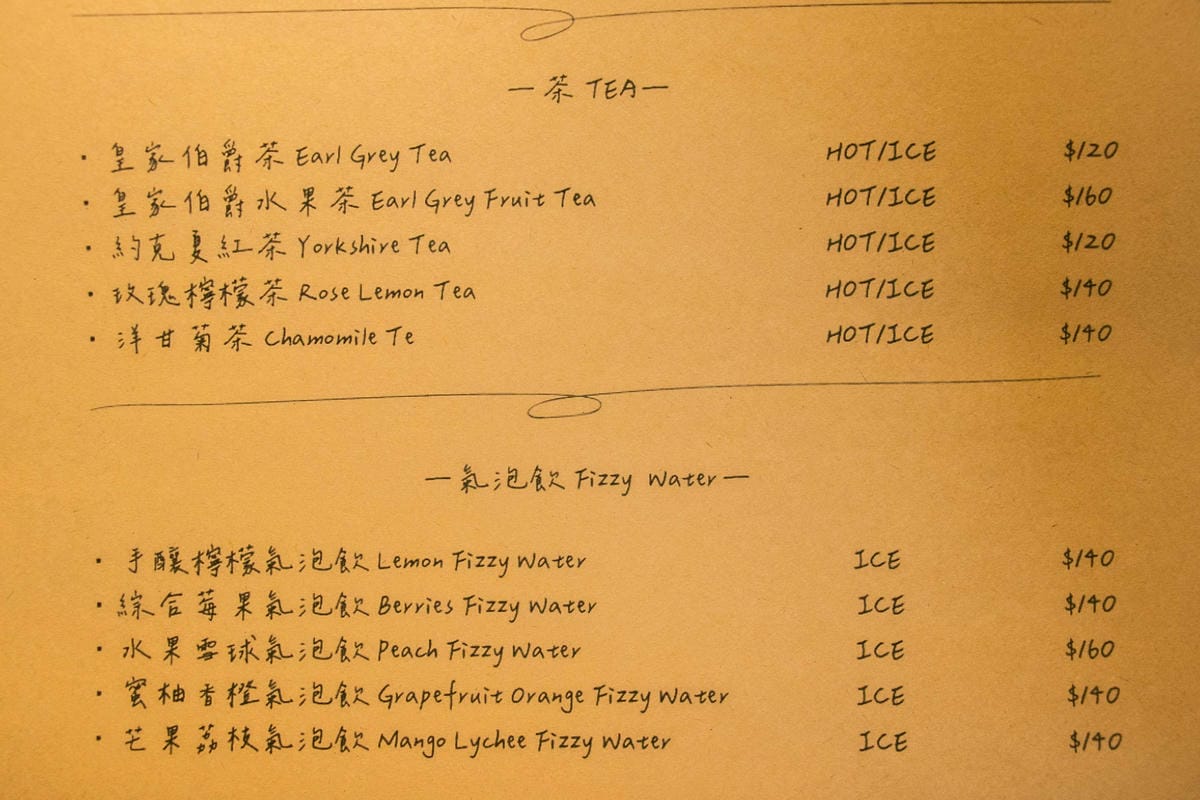 —茶 TEA—
· 皇家伯爵茶 Earl Grey Tea HOT/ICE $120
· 皇家伯爵水果茶 Earl Grey Fruit Tea HOT/ICE $160
· 約克夏紅茶 Yorkshire Tea HOT/ICE $120
· 玫瑰檸檬茶 Rose Lemon Tea HOT/ICE $140
· 洋甘菊茶 Chamomile Te HOT/ICE $140
—氣泡飲 Fizzy Water—
· 手釀檸檬氣泡飲 Lemon Fizzy Water ICE $140
· 綜合莓果氣泡飲 Berries Fizzy Water ICE $140
· 水果雪球氣泡飲 Peach Fizzy Water ICE $160
· 蜜柚香橙氣泡飲 Grapefruit Orange Fizzy Water ICE $140
· 芒果荔枝氣泡飲 Mango Lychee Fizzy Water ICE $140